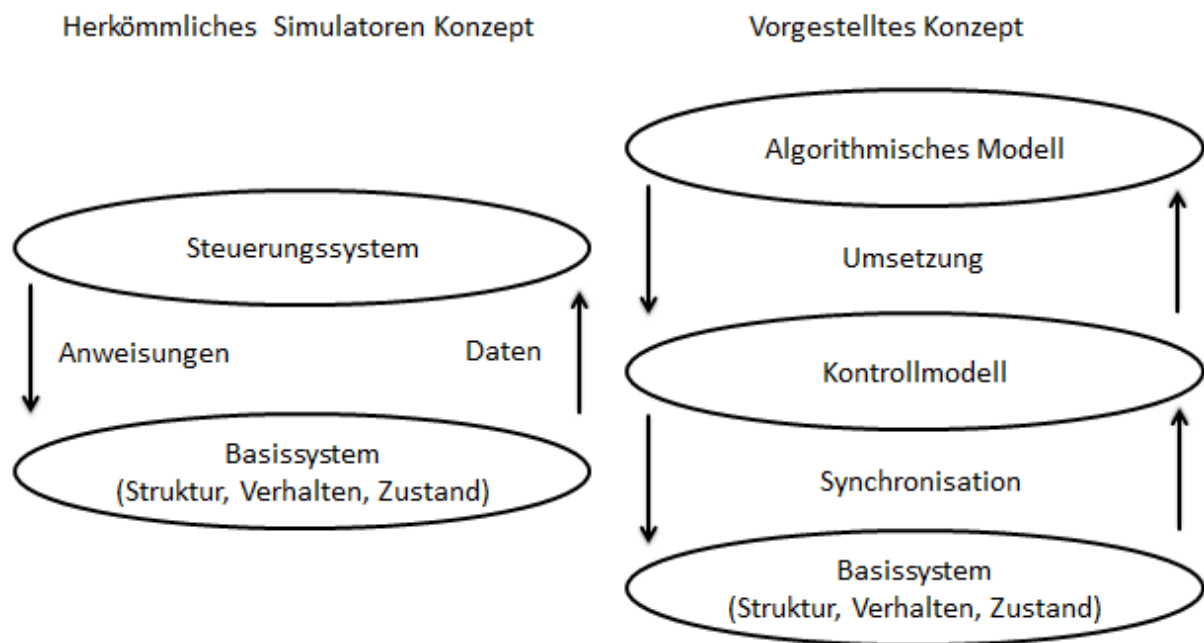 Herkömmliches Simulatoren Konzept
Steuerungssystem
Anweisungen
Daten
Basissystem
(Struktur, Verhalten, Zustand)
Vorgestelltes Konzept
Algorithmisches Modell
Umsetzung
Kontrollmodell
Synchronisation
Basissystem
(Struktur, Verhalten, Zustand)